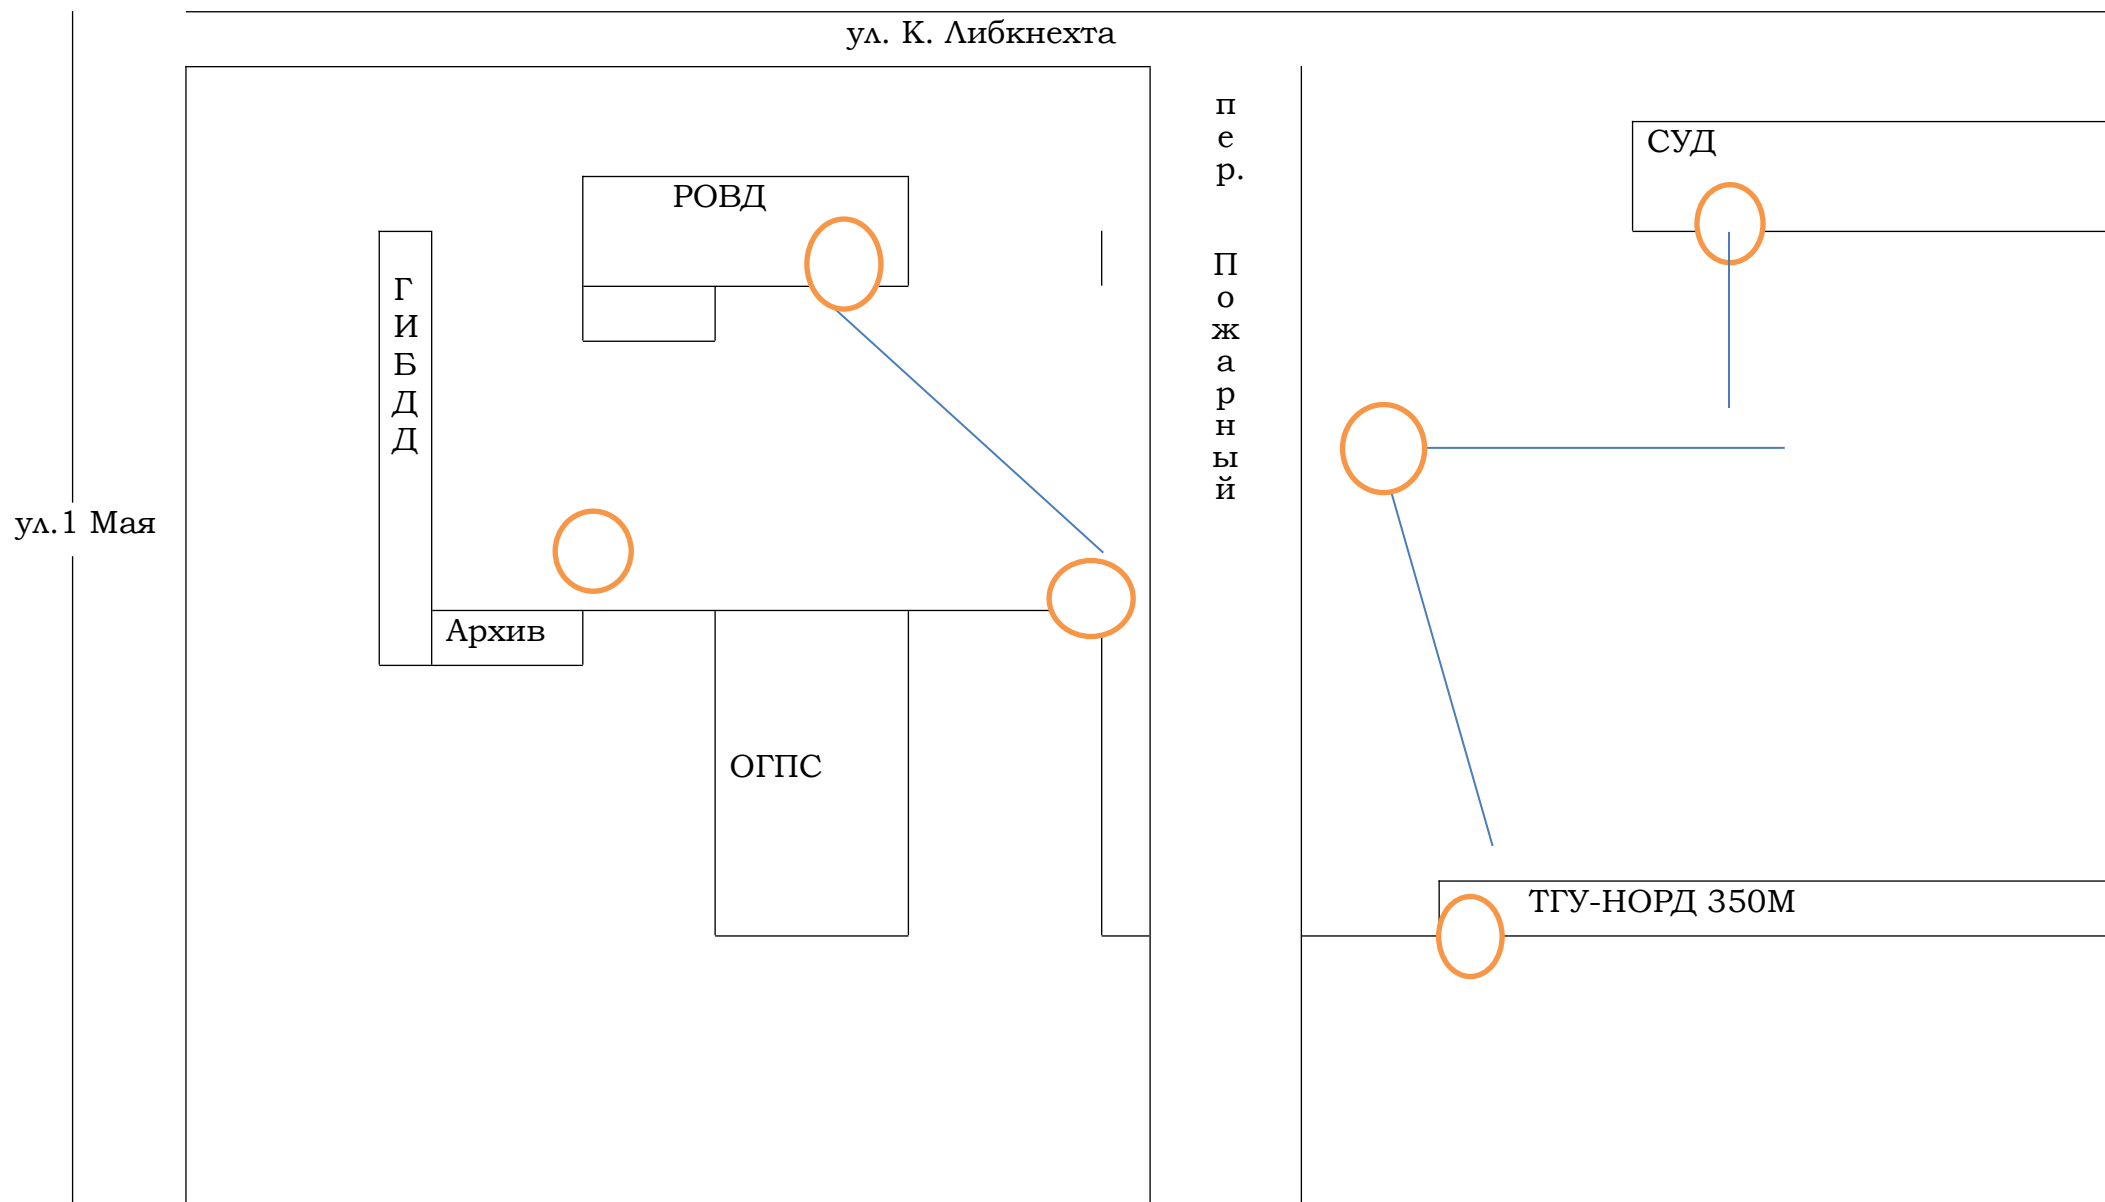 ул. К. Либкнехта
пер. Пожарный
СУД
РОВД
ГИБДД
ул.1 Мая
Архив
ОГПС
ТГУ-НОРД 350М